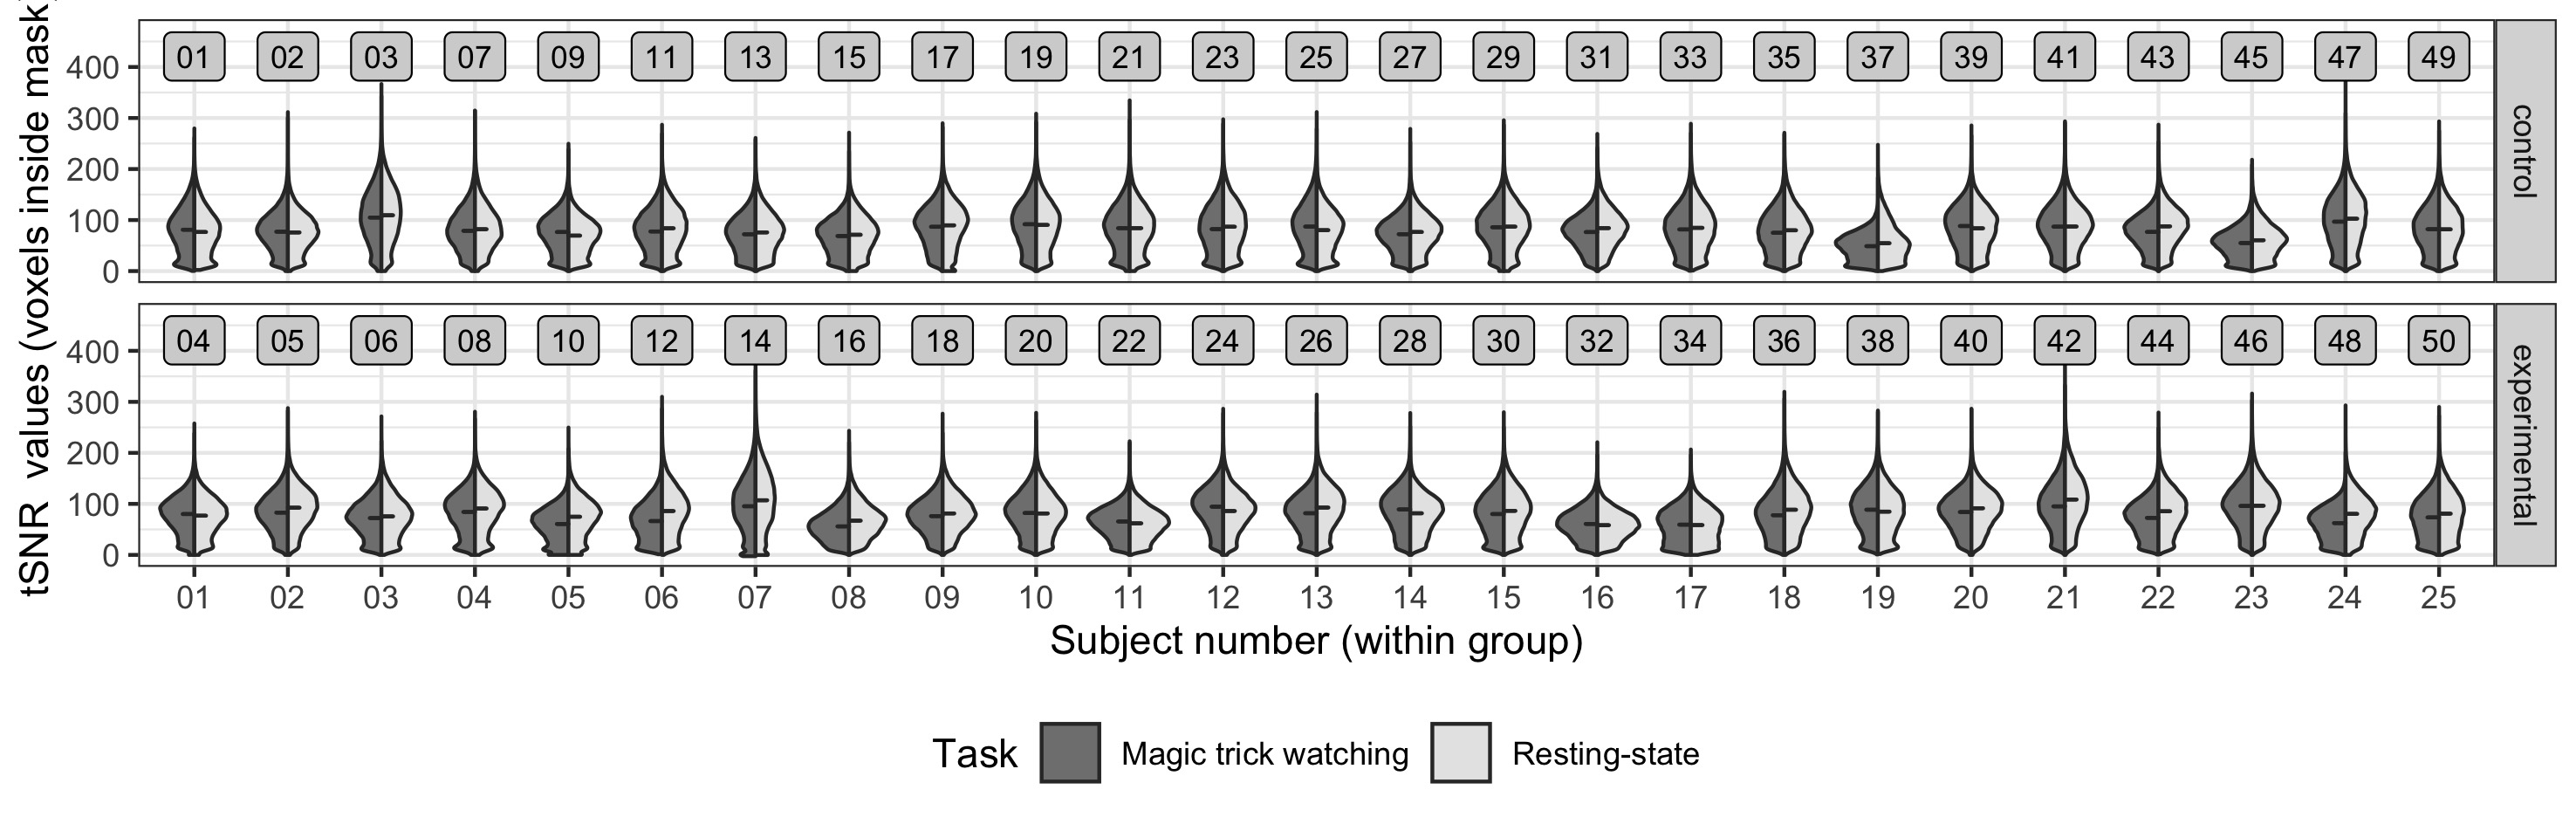 tSNR values (voxels inside mask)
01 02 03 07 09 11 13 15 17 19 21 23 25 27 29 31 33 35 37 39 41 43 45 47 49
400
300
200
100
0
control
04 05 06 08 10 12 14 16 18 20 22 24 26 28 30 32 34 36 38 40 42 44 46 48 50
400
300
200
100
0
experimental
01 02 03 04 05 06 07 08 09 10 11 12 13 14 15 16 17 18 19 20 21 22 23 24 25
Subject number (within group)
Task Magic trick watching Resting-state